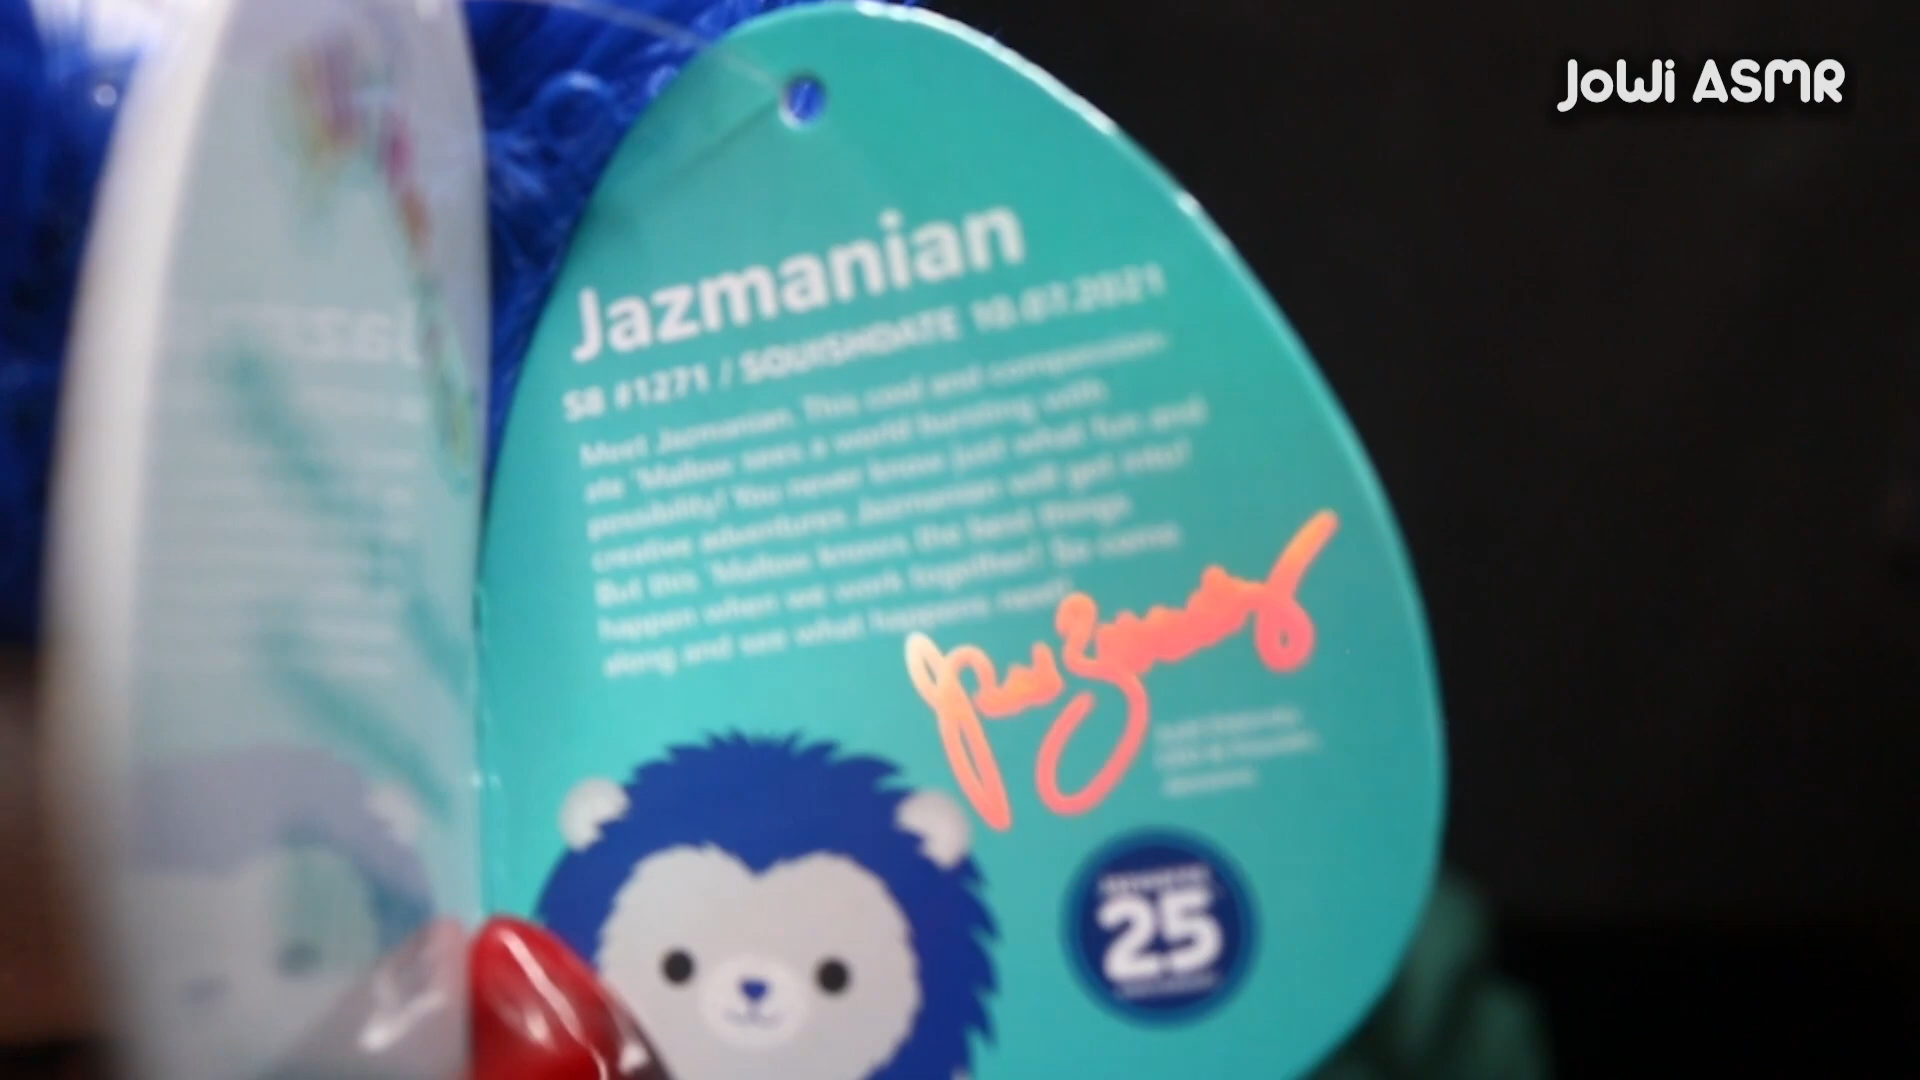 JoWi ASMR
Jazmanian
S8 #1271 / SQUISHDATE 10.07.2021
Meet Jazmanian. This cool and compassion-
ate 'Mallow sees a world bursting with
possibility! You never know just what fun and
creative adventures Jazmanian will get into?
But this 'Mallow knows the best things
happen when we work together! So come
along and see what happens next!
25